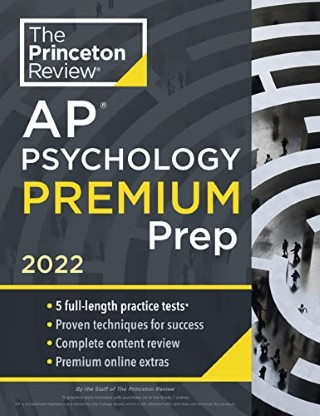 The
Princeton
Review®
AP®
PSYCHOLOGY
PREMIUM
Prep
2022
• 5 full-length practice tests*
• Proven techniques for success
• Complete content review
• Premium online extras
By the Staff of The Princeton Review